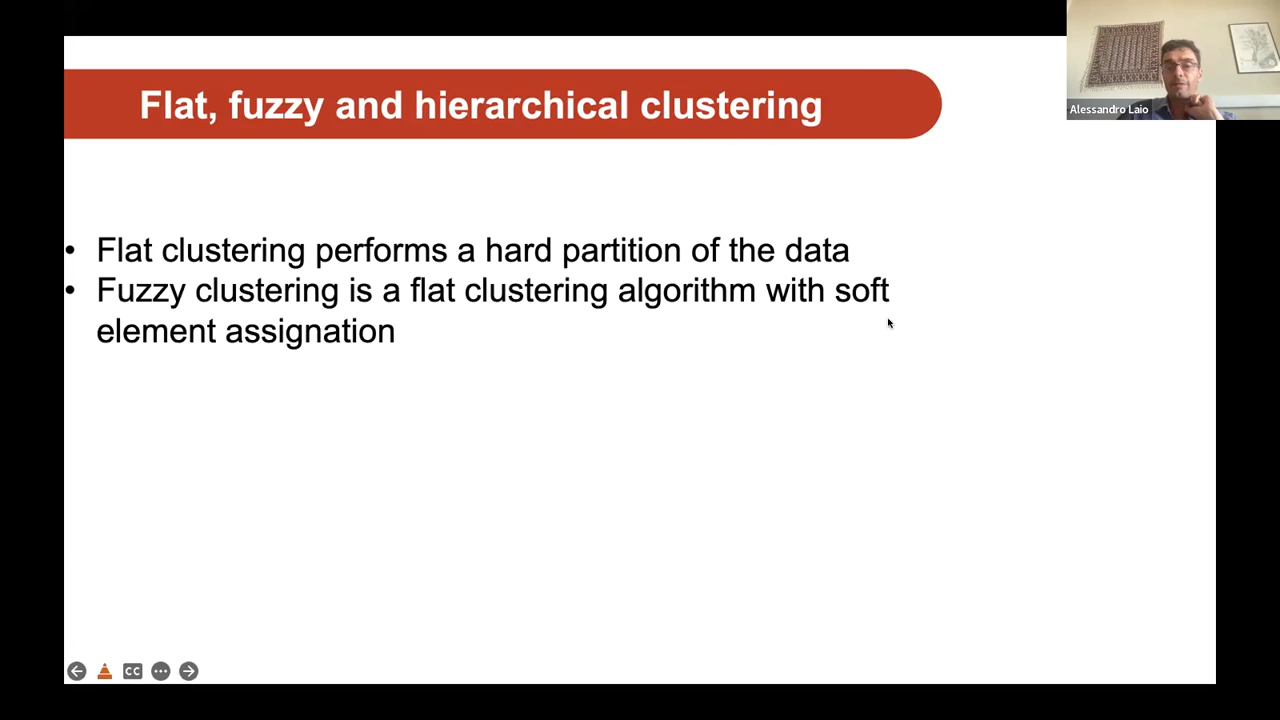 Flat, fuzzy and hierarchical clustering
Alessandro Laio
• Flat clustering performs a hard partition of the data
• Fuzzy clustering is a flat clustering algorithm with soft
element assignation
CC